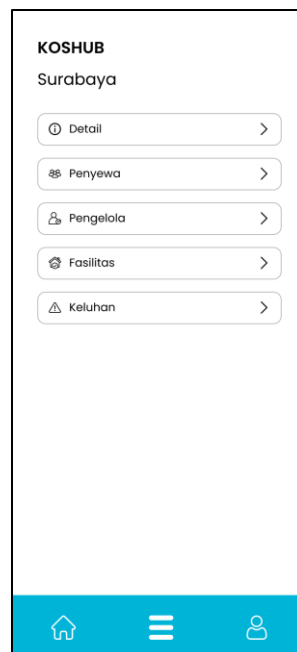 KOSHUB
Surabaya
Detail
Penyewa
Pengelola
Fasilitas
Keluhan